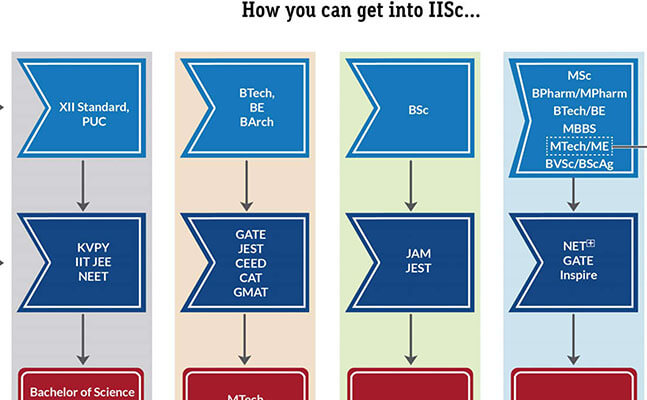 How you can get into IISc...
XII Standard,
PUC
BTech,
BE
BArch
BSc
MSc
BPharm/MPharm
BTech/BE
MBBS
MTech/ME
BVSc/BScAg
KVPY
IIT JEE
NEET
GATE
JEST
CEED
CAT
GMAT
JAM
JEST
NET
GATE
Inspire
Bachelor of Science
MTech